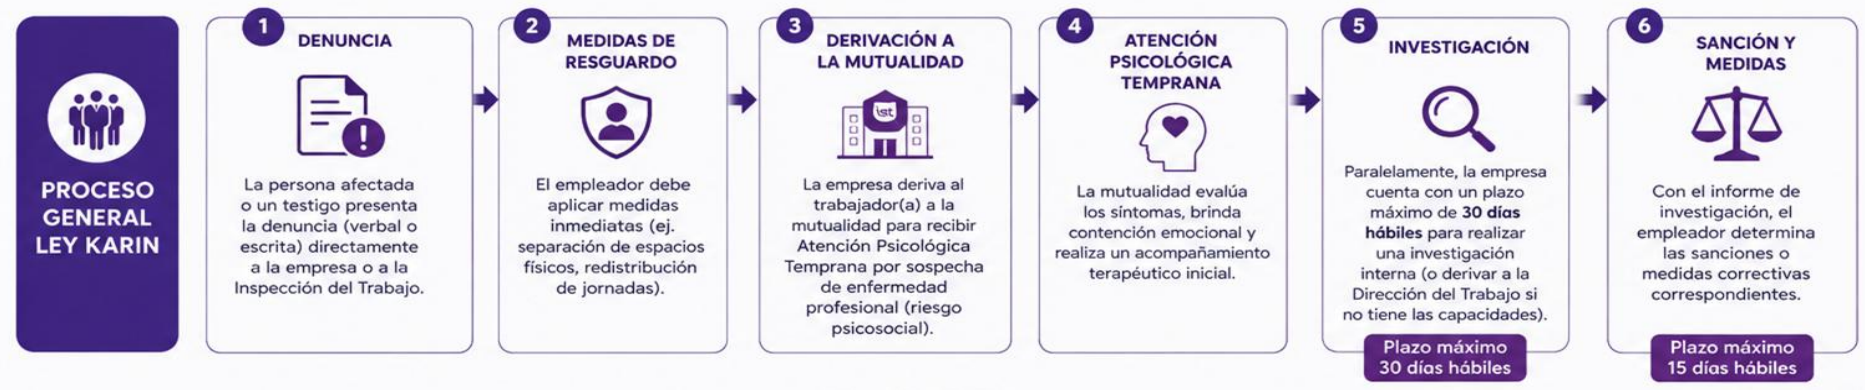 PROCESO
GENERAL
LEY KARIN
1
DENUNCIA
La persona afectada
o un testigo presenta
la denuncia (verbal o
escrita) directamente
a la empresa o a la
Inspección del Trabajo.
2
MEDIDAS DE
RESGUARDO
El empleador debe
aplicar medidas
inmediatas (ej.
separación de espacios
físicos, redistribución
de jornadas).
3
DERIVACIÓN A
LA MUTUALIDAD
ist
La empresa deriva al
trabajador(a) a la
mutualidad para recibir
Atención Psicológica
Temprana por sospecha
de enfermedad
profesional (riesgo
psicosocial).
4
ATENCIÓN
PSICOLÓGICA
TEMPRANA
La mutualidad evalúa
los síntomas, brinda
contención emocional y
realiza un acompañamiento
terapéutico inicial.
5
INVESTIGACIÓN
Paralelamente, la empresa
cuenta con un plazo
máximo de 30 días
hábiles para realizar
una investigación
interna (o derivar a la
Dirección del Trabajo si
no tiene las capacidades).
Plazo máximo
30 días hábiles
6
SANCIÓN Y
MEDIDAS
Con el informe de
investigación, el
empleador determina
las sanciones o
medidas correctivas
correspondientes.
Plazo máximo
15 días hábiles